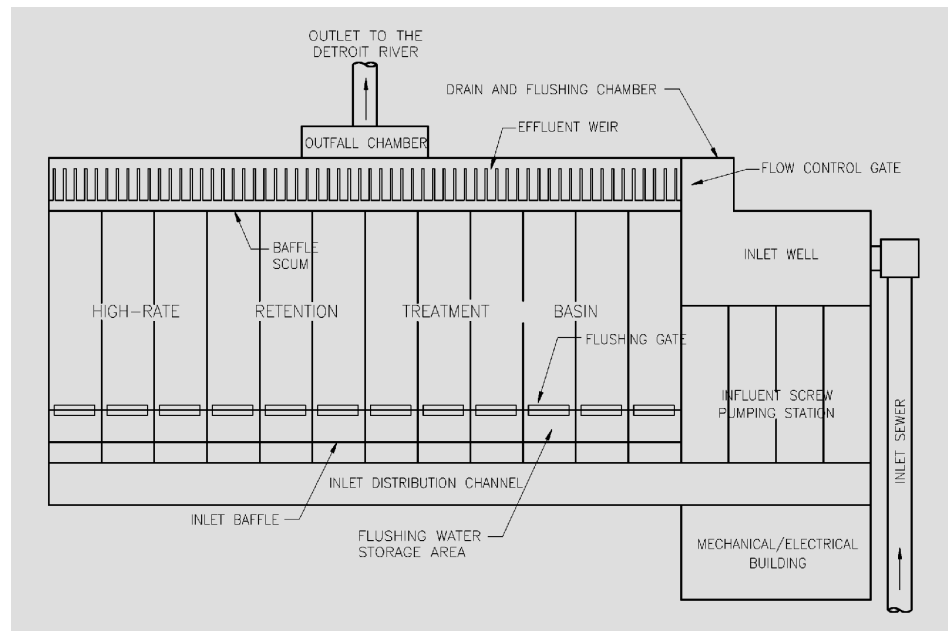 OUTLET TO THE
DETROIT RIVER
DRAIN AND FLUSHING CHAMBER
EFFLUENT WEIR
OUTFALL CHAMBER
FLOW CONTROL GATE
BAFFLE
SCUM
INLET WELL
HIGH-RATE RETENTION TREATMENT BASIN
FLUSHING GATE
INFLUENT SCREW
PUMPING STATION
INLET SEWER
INLET DISTRIBUTION CHANNEL
INLET BAFFLE
FLUSHING WATER
STORAGE AREA
MECHANICAL/ELECTRICAL
BUILDING